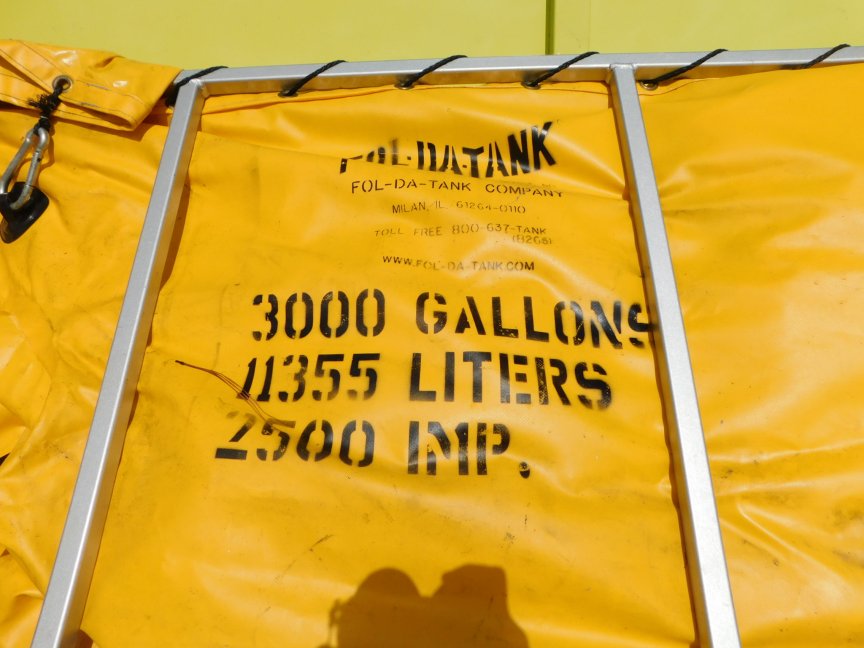 FOL-DA-TANK
FOL-DA-TANK COMPANY
MILAN, IL 61264-0110
TOLL FREE 800-637-TANK
(8265)
WWW.FOL-DA-TANK.COM
3000 GALLONS
11355 LITERS
2500 IMP.